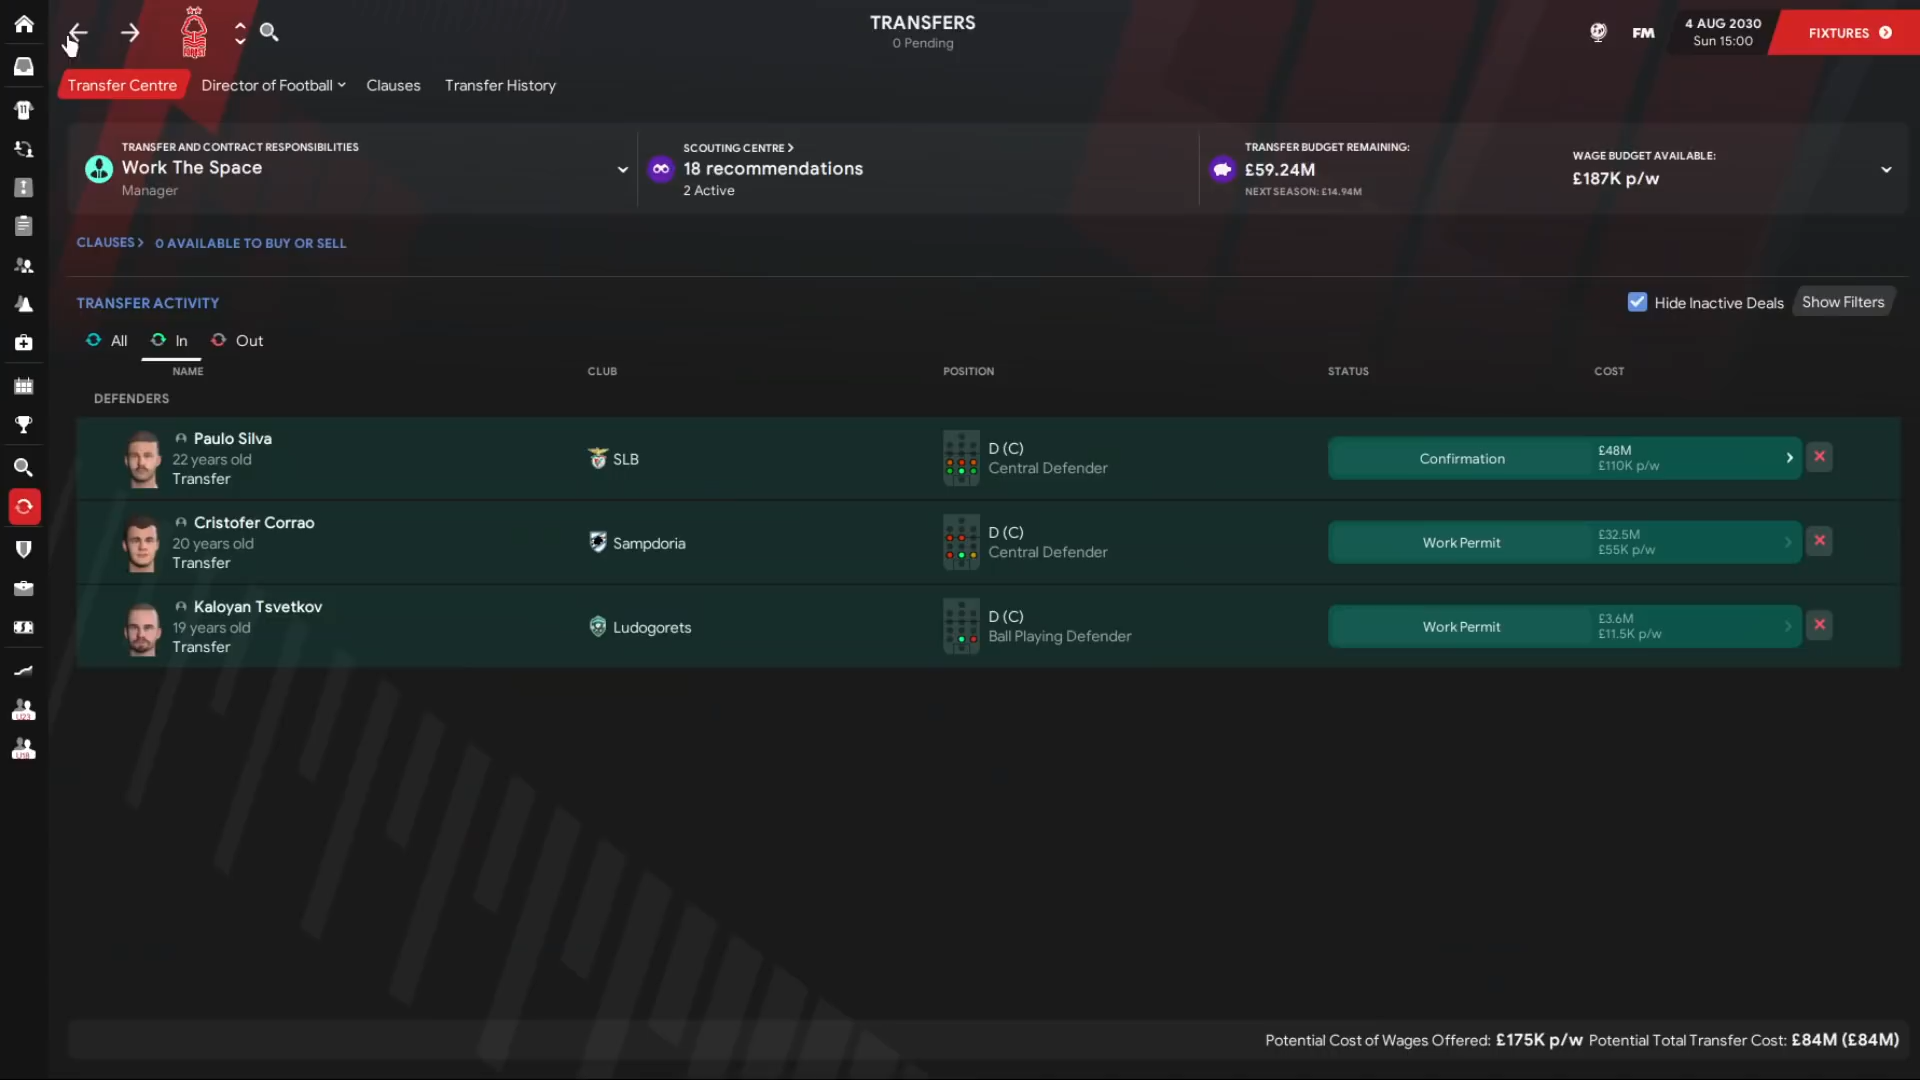 TRANSFERS
0 Pending
FM
4 AUG 2030
Sun 15:00
FIXTURES
FOREST
Transfer Centre
Director of Football
Clauses
Transfer History
TRANSFER AND CONTRACT RESPONSIBILITIES
Work The Space
Manager
SCOUTING CENTRE
18 recommendations
2 Active
TRANSFER BUDGET REMAINING:
£59.24M
NEXT SEASON: £14.94M
WAGE BUDGET AVAILABLE:
£187K p/w
CLAUSES
0 AVAILABLE TO BUY OR SELL
TRANSFER ACTIVITY
Hide Inactive Deals
Show Filters
All
In
Out
NAME
CLUB
POSITION
STATUS
COST
DEFENDERS
Paulo Silva
22 years old
Transfer
SLB
D (C)
Central Defender
Confirmation
£48M
£110K p/w
Cristofer Corrao
20 years old
Transfer
Sampdoria
D (C)
Central Defender
Work Permit
£32.5M
£55K p/w
Kaloyan Tsvetkov
19 years old
Transfer
Ludogorets
D (C)
Ball Playing Defender
Work Permit
£3.6M
£11.5K p/w
11
U23
U18
Potential Cost of Wages Offered: £175K p/w Potential Total Transfer Cost: £84M (£84M)